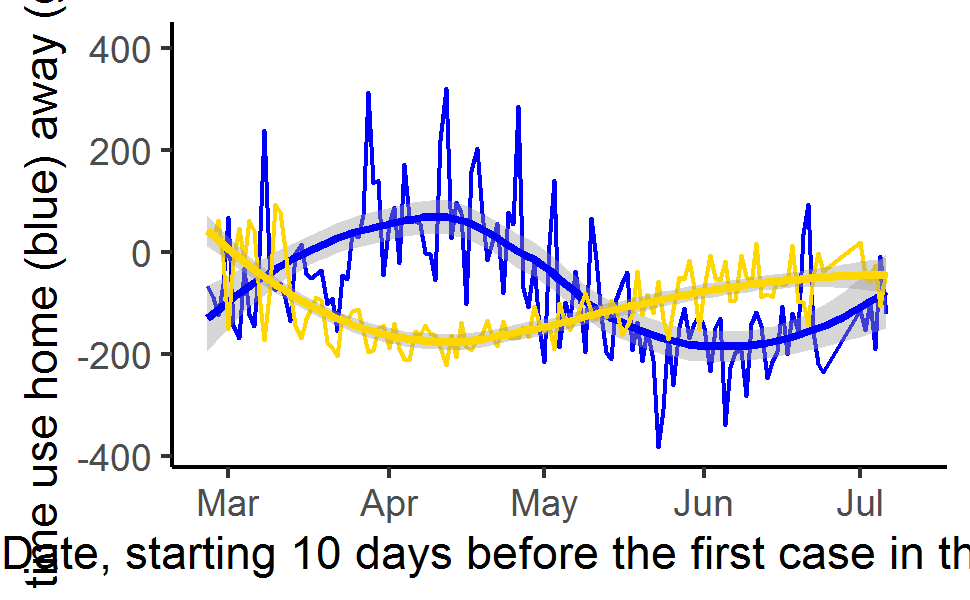 time use home (blue) away (
400
200
0
-200
-400
Mar Apr May Jun Jul
Date, starting 10 days before the first case in th